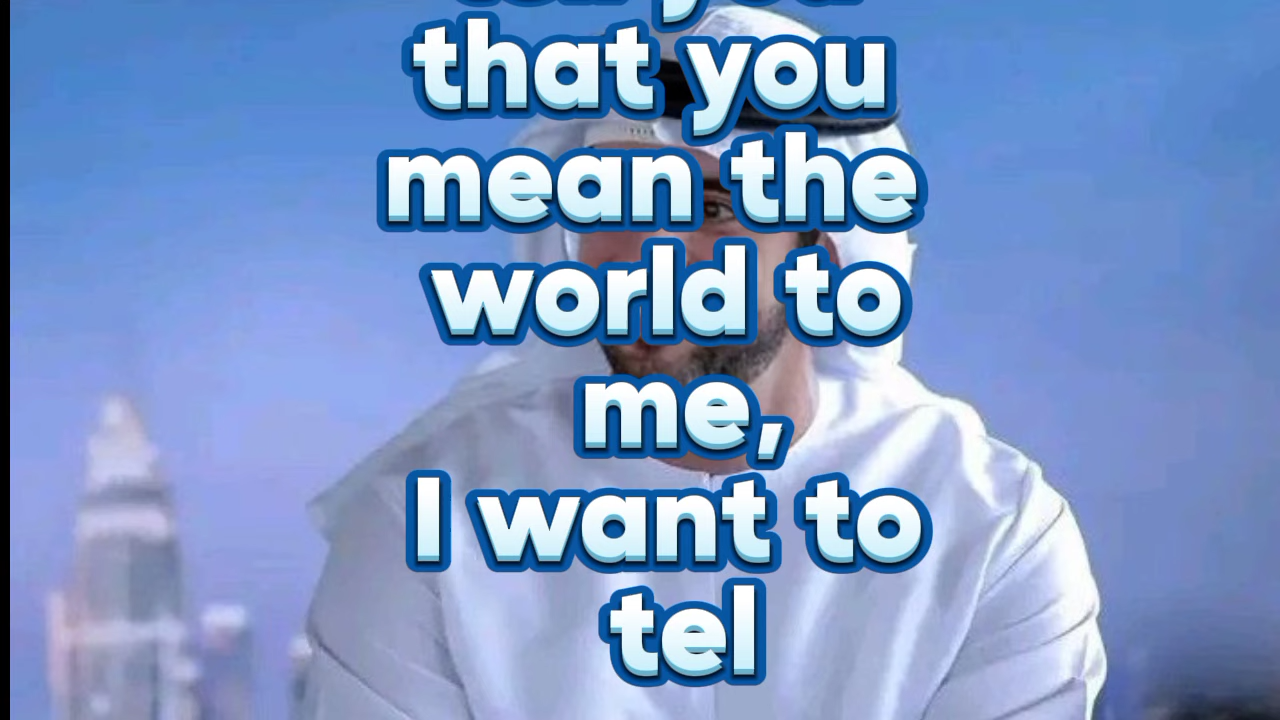 that you
mean the
world to
me,
I want to
tel